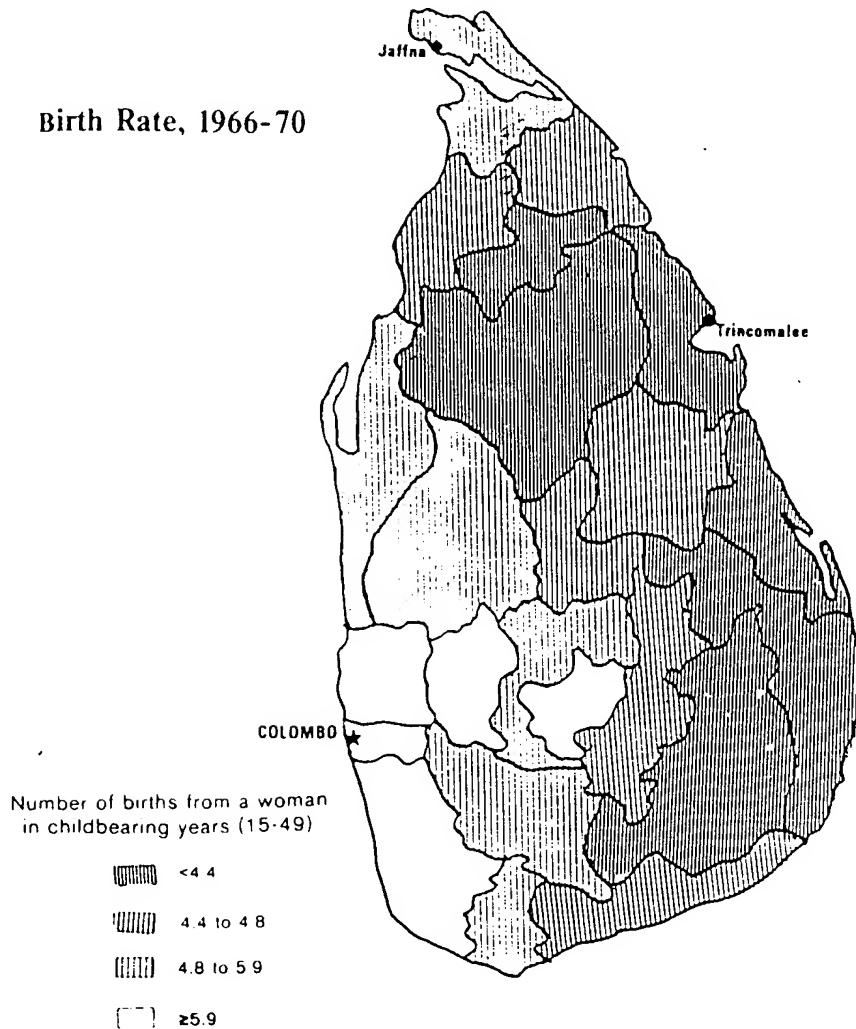 Jaffna
Birth Rate, 1966-70
Trincomalee
COLOMBO
Number of births from a woman
in childbearing years (15-49)
<4 4
4.4 to 4 8
4.8 to 5 9
≥5.9